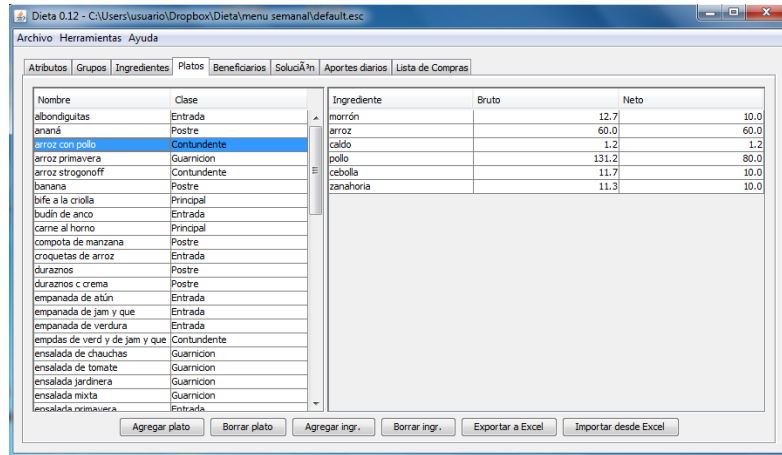 Dieta 0.12 - C:\Users\usuario\Dropbox\Dieta\menu semanal\default.esc
Archivo Herramientas Ayuda
Atributos Grupos Ingredientes Platos Beneficiarios SoluciÃ³n Aportes diarios Lista de Compras
Nombre Clase Ingrediente Bruto Neto
albondiguitas Entrada morrón 12.7 10.0
ananá Postre arroz 60.0 60.0
arroz con pollo Contundente caldo 1.2 1.2
arroz primavera Guarnicion pollo 131.2 80.0
arroz strogonoff Contundente cebolla 11.7 10.0
banana Postre zanahoria 11.3 10.0
bife a la criolla Principal
budín de anco Entrada
carne al horno Principal
compota de manzana Postre
croquetas de arroz Entrada
duraznos Postre
duraznos c crema Postre
empanada de atún Entrada
empanada de jam y que Entrada
empanada de verdura Entrada
empdas de verd y de jam y que Contundente
ensalada de chauchas Guarnicion
ensalada de tomate Guarnicion
ensalada jardinera Guarnicion
ensalada mixta Guarnicion
ensalada primavera Entrada
Agregar plato Borrar plato Agregar ingr. Borrar ingr. Exportar a Excel Importar desde Excel